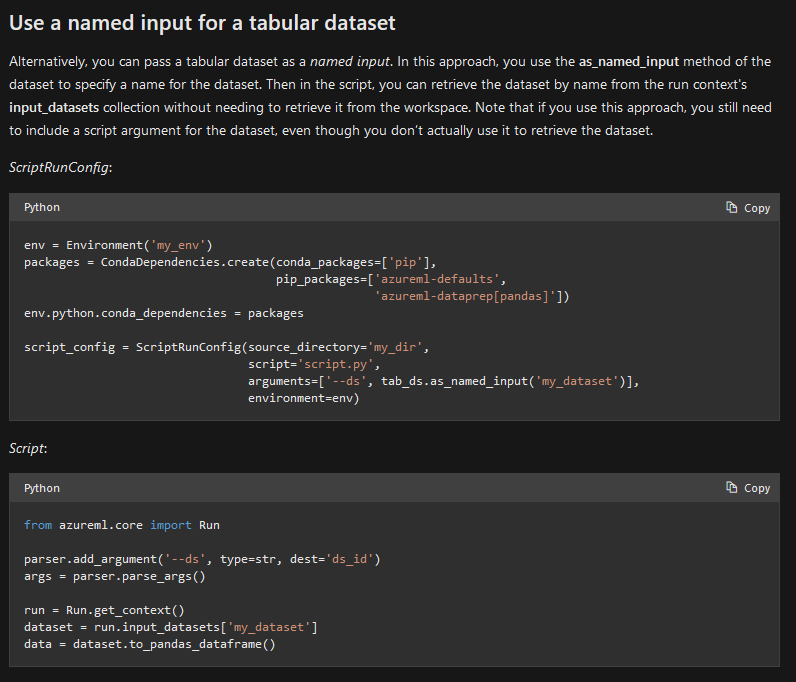 Use a named input for a tabular dataset
Alternatively, you can pass a tabular dataset as a named input. In this approach, you use the as_named_input method of the
dataset to specify a name for the dataset. Then in the script, you can retrieve the dataset by name from the run context's
input_datasets collection without needing to retrieve it from the workspace. Note that if you use this approach, you still need
to include a script argument for the dataset, even though you don’t actually use it to retrieve the dataset.
ScriptRunConfig:
Python Copy
env = Environment('my_env')
packages = CondaDependencies.create(conda_packages=['pip'],
                                    pip_packages=['azureml-defaults',
                                                  'azureml-dataprep[pandas]'])
env.python.conda_dependencies = packages
script_config = ScriptRunConfig(source_directory='my_dir',
                                script='script.py',
                                arguments=['--ds', tab_ds.as_named_input('my_dataset')],
                                environment=env)
Script:
Python Copy
from azureml.core import Run
parser.add_argument('--ds', type=str, dest='ds_id')
args = parser.parse_args()
run = Run.get_context()
dataset = run.input_datasets['my_dataset']
data = dataset.to_pandas_dataframe()